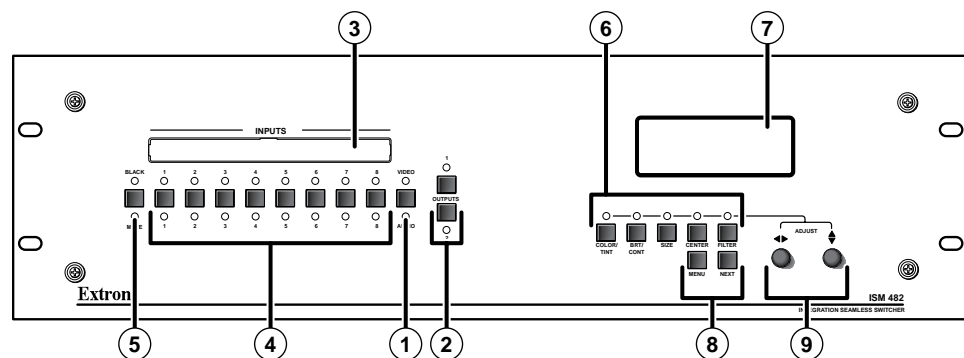 3
6
7
INPUTS
BLACK
1
2
3
4
5
6
7
8
VIDEO
1
OUTPUTS
1
2
3
4
5
6
7
8
2
COLOR/
TINT
BRT/
CONT
SIZE
CENTER
FILTER
ADJUST
MENU
NEXT
Extron
ISM 482
SEAMLESS SWITCHER
5
4
1
2
8
9